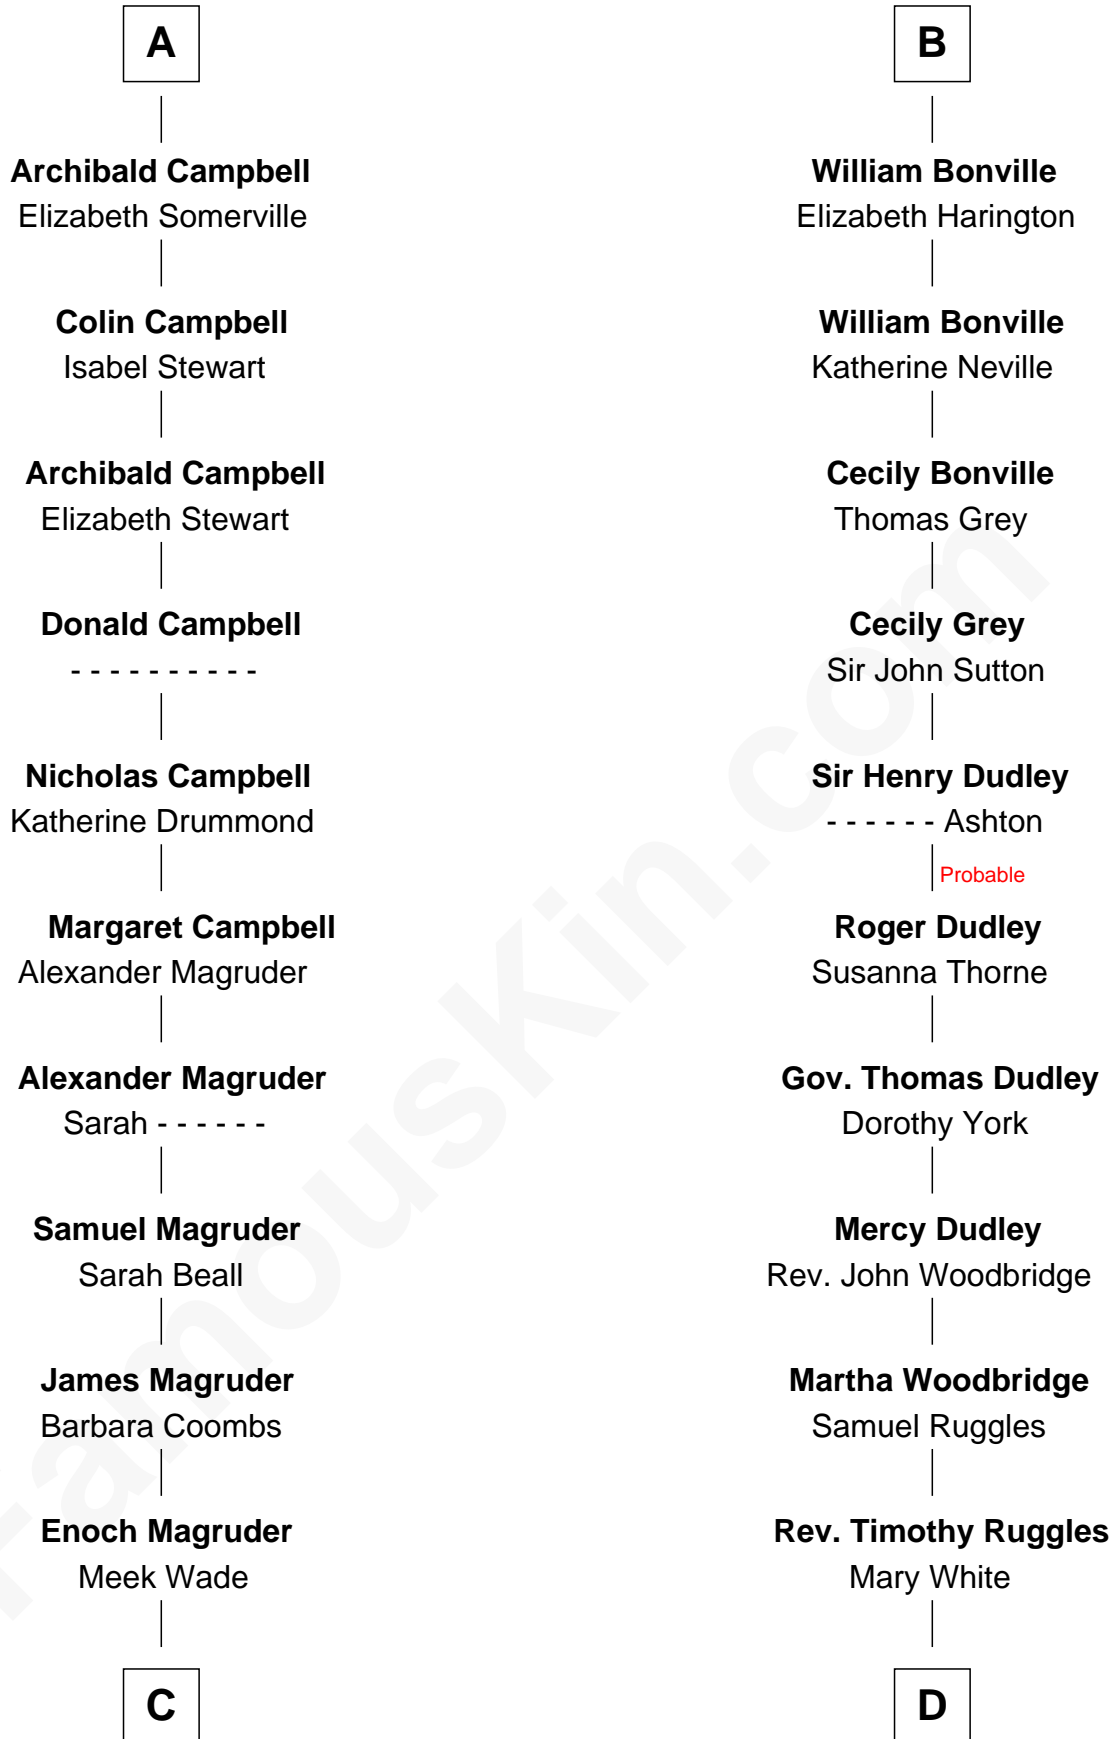 A
Archibald Campbell
Elizabeth Somerville
Colin Campbell
Isabel Stewart
Archibald Campbell
Elizabeth Stewart
Donald Campbell
- - - - - - - - - -
Nicholas Campbell
Katherine Drummond
Margaret Campbell
Alexander Magruder
Alexander Magruder
Sarah - - - - - -
Samuel Magruder
Sarah Beall
James Magruder
Barbara Coombs
Enoch Magruder
Meek Wade
C
B
William Bonville
Elizabeth Harington
William Bonville
Katherine Neville
Cecily Bonville
Thomas Grey
Cecily Grey
Sir John Sutton
Sir Henry Dudley
- - - - - - Ashton
Probable
Roger Dudley
Susanna Thorne
Gov. Thomas Dudley
Dorothy York
Mercy Dudley
Rev. John Woodbridge
Martha Woodbridge
Samuel Ruggles
Rev. Timothy Ruggles
Mary White
D
FamousKin.com